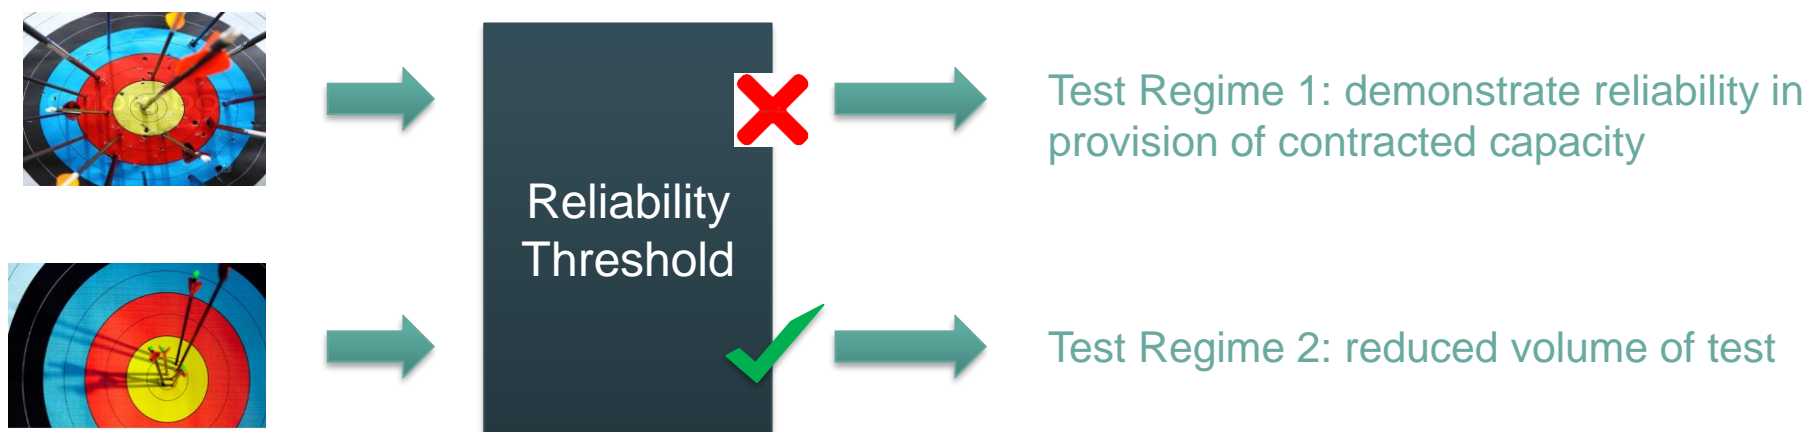 Reliability
Threshold
Test Regime 1: demonstrate reliability in
provision of contracted capacity
Test Regime 2: reduced volume of test